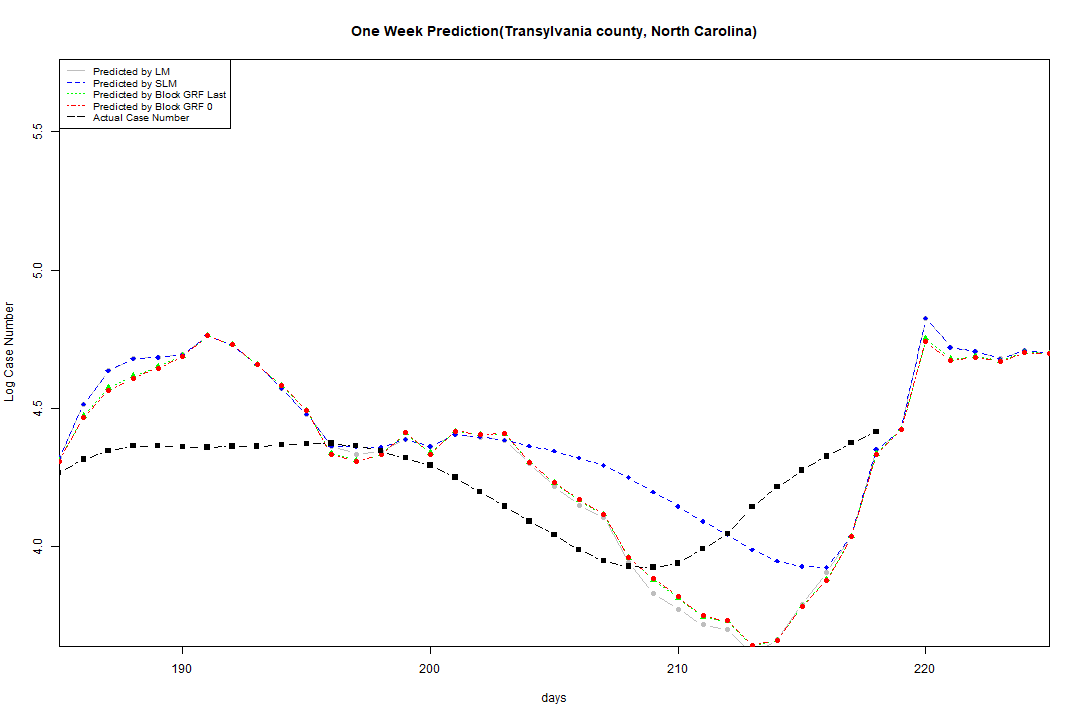 One Week Prediction(Transylvania county, North Carolina)
Predicted by LM
Predicted by SLM
Predicted by Block GRF Last
Predicted by Block GRF 0
Actual Case Number
5.5
5.0
4.5
4.0
Log Case Number
190 200 210 220
days